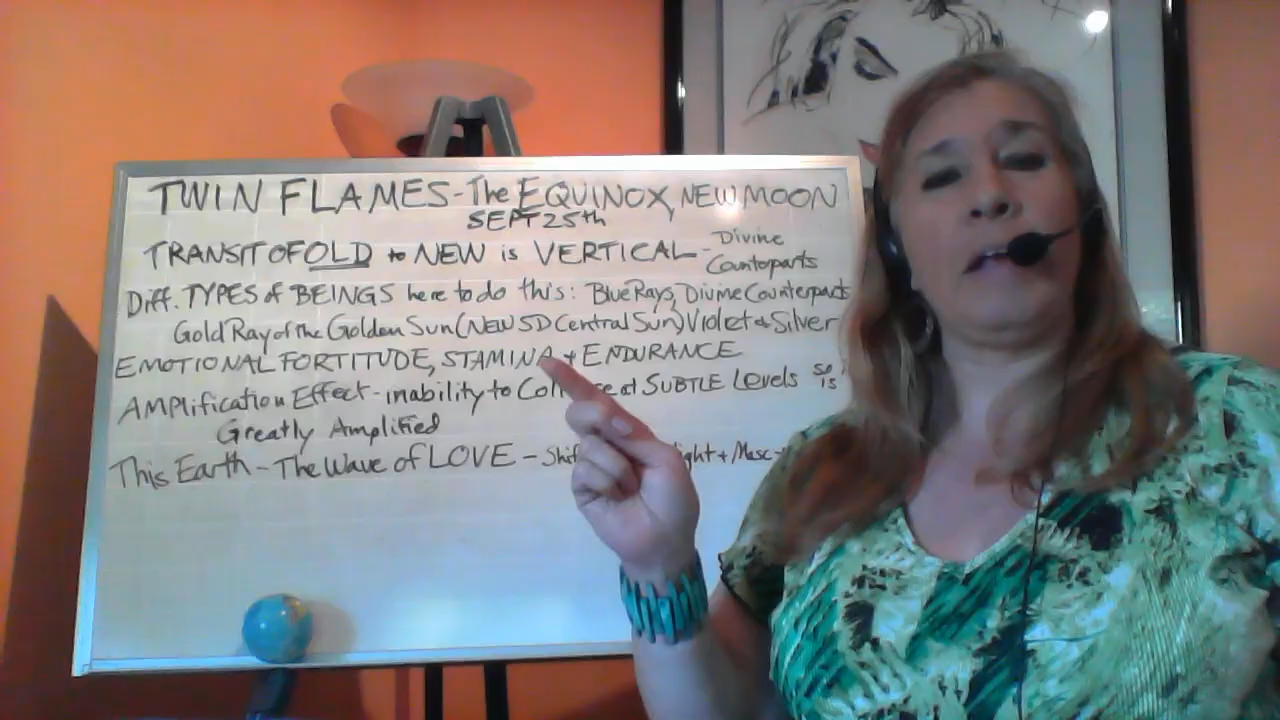 TWIN FLAMES - The EQUINOX, NEW MOON
SEPT 25th
TRANSIT OF OLD to NEW is VERTICAL - Divine Counterparts
Diff. TYPES of BEINGS here to do this: Blue Rays, Divine Counterparts
Gold Ray of the Golden Sun (NEW 5D Central Sun) Violet & Silver
EMOTIONAL FORTITUDE, STAMINA + ENDURANCE
AMPlification Effect - inability to at SUBTLE Levels so is
Greatly Amplified
This Earth - The Wave of LOVE - + Masc